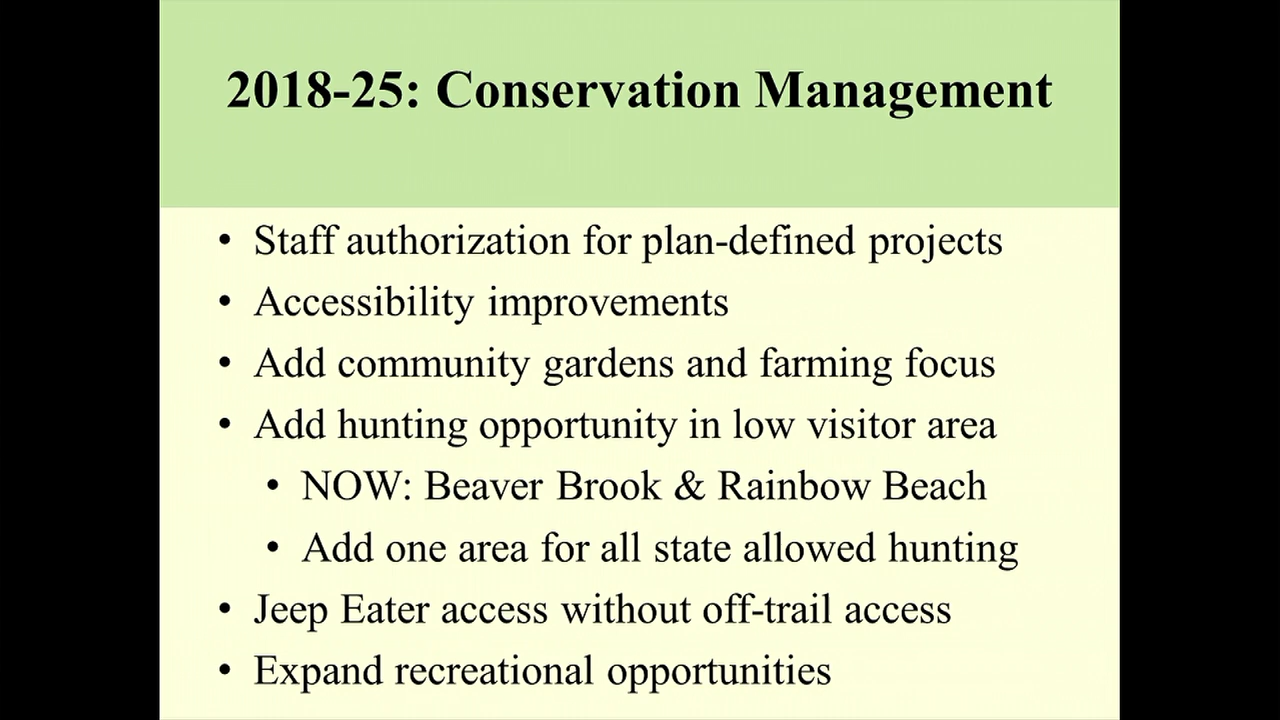 2018-25: Conservation Management
• Staff authorization for plan-defined projects
• Accessibility improvements
• Add community gardens and farming focus
• Add hunting opportunity in low visitor area
• NOW: Beaver Brook & Rainbow Beach
• Add one area for all state allowed hunting
• Jeep Eater access without off-trail access
• Expand recreational opportunities